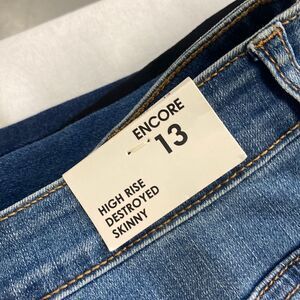 ENCORE
13
HIGH RISE
DESTROYED
SKINNY